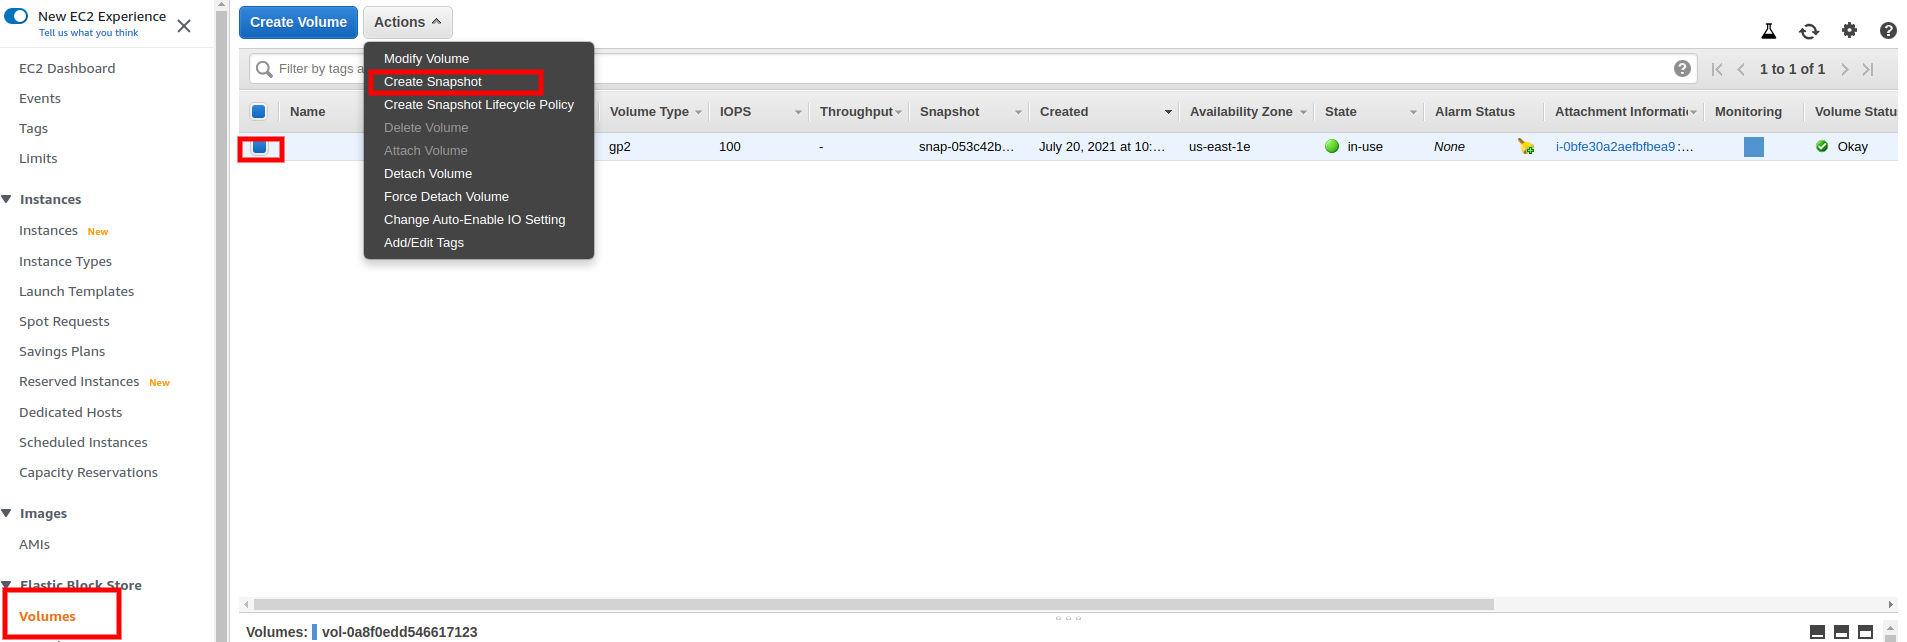 New EC2 Experience
Tell us what you think
EC2 Dashboard
Events
Tags
Limits
Instances
Instances New
Instance Types
Launch Templates
Spot Requests
Savings Plans
Reserved Instances New
Dedicated Hosts
Scheduled Instances
Capacity Reservations
Images
AMIs
Elastic Block Store
Volumes
Create Volume Actions
Filter by tags a
1 to 1 of 1
Modify Volume
Create Snapshot
Create Snapshot Lifecycle Policy
Delete Volume
Attach Volume
Detach Volume
Force Detach Volume
Change Auto-Enable IO Setting
Add/Edit Tags
Name Volume Type IOPS Throughput Snapshot Created Availability Zone State Alarm Status Attachment Informati Monitoring Volume Statu
gp2 100 - snap-053c42b... July 20, 2021 at 10:... us-east-1e in-use None i-0bfe30a2aefbfbea9:... Okay
Volumes: vol-0a8f0edd546617123